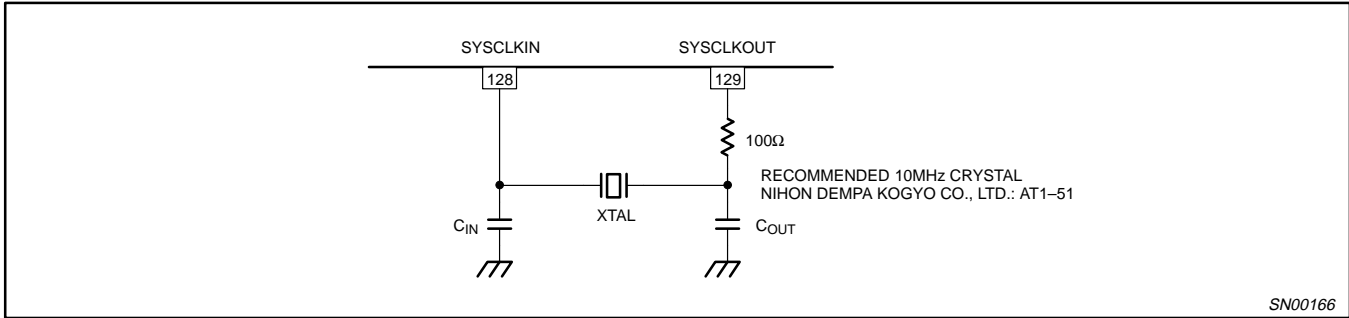 SYSCLKIN SYSCLKOUT
128 129
100Ω
RECOMMENDED 10MHz CRYSTAL
NIHON DEMPA KOGYO CO., LTD.: AT1–51
XTAL
CIN COUT
SN00166